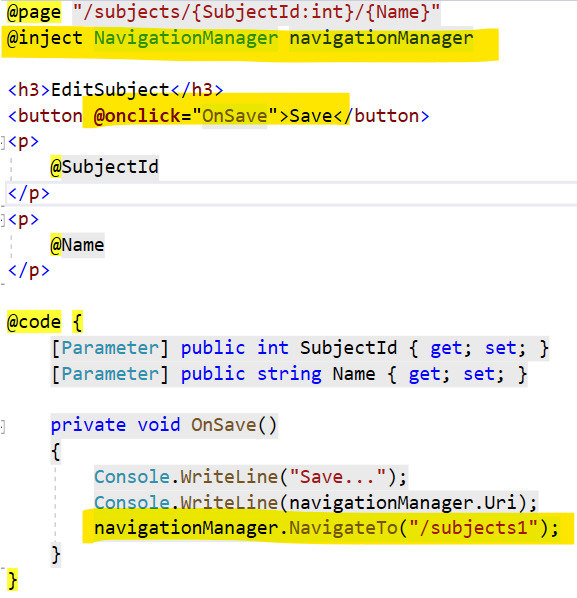 @page "/subjects/{SubjectId:int}/{Name}"
@inject NavigationManager navigationManager
<h3>EditSubject</h3>
<button @onclick="OnSave">Save</button>
<p>
@SubjectId
</p>
<p>
@Name
</p>
@code {
[Parameter] public int SubjectId { get; set; }
[Parameter] public string Name { get; set; }
private void OnSave()
{
Console.WriteLine("Save...");
Console.WriteLine(navigationManager.Uri);
navigationManager.NavigateTo("/subjects1");
}
}